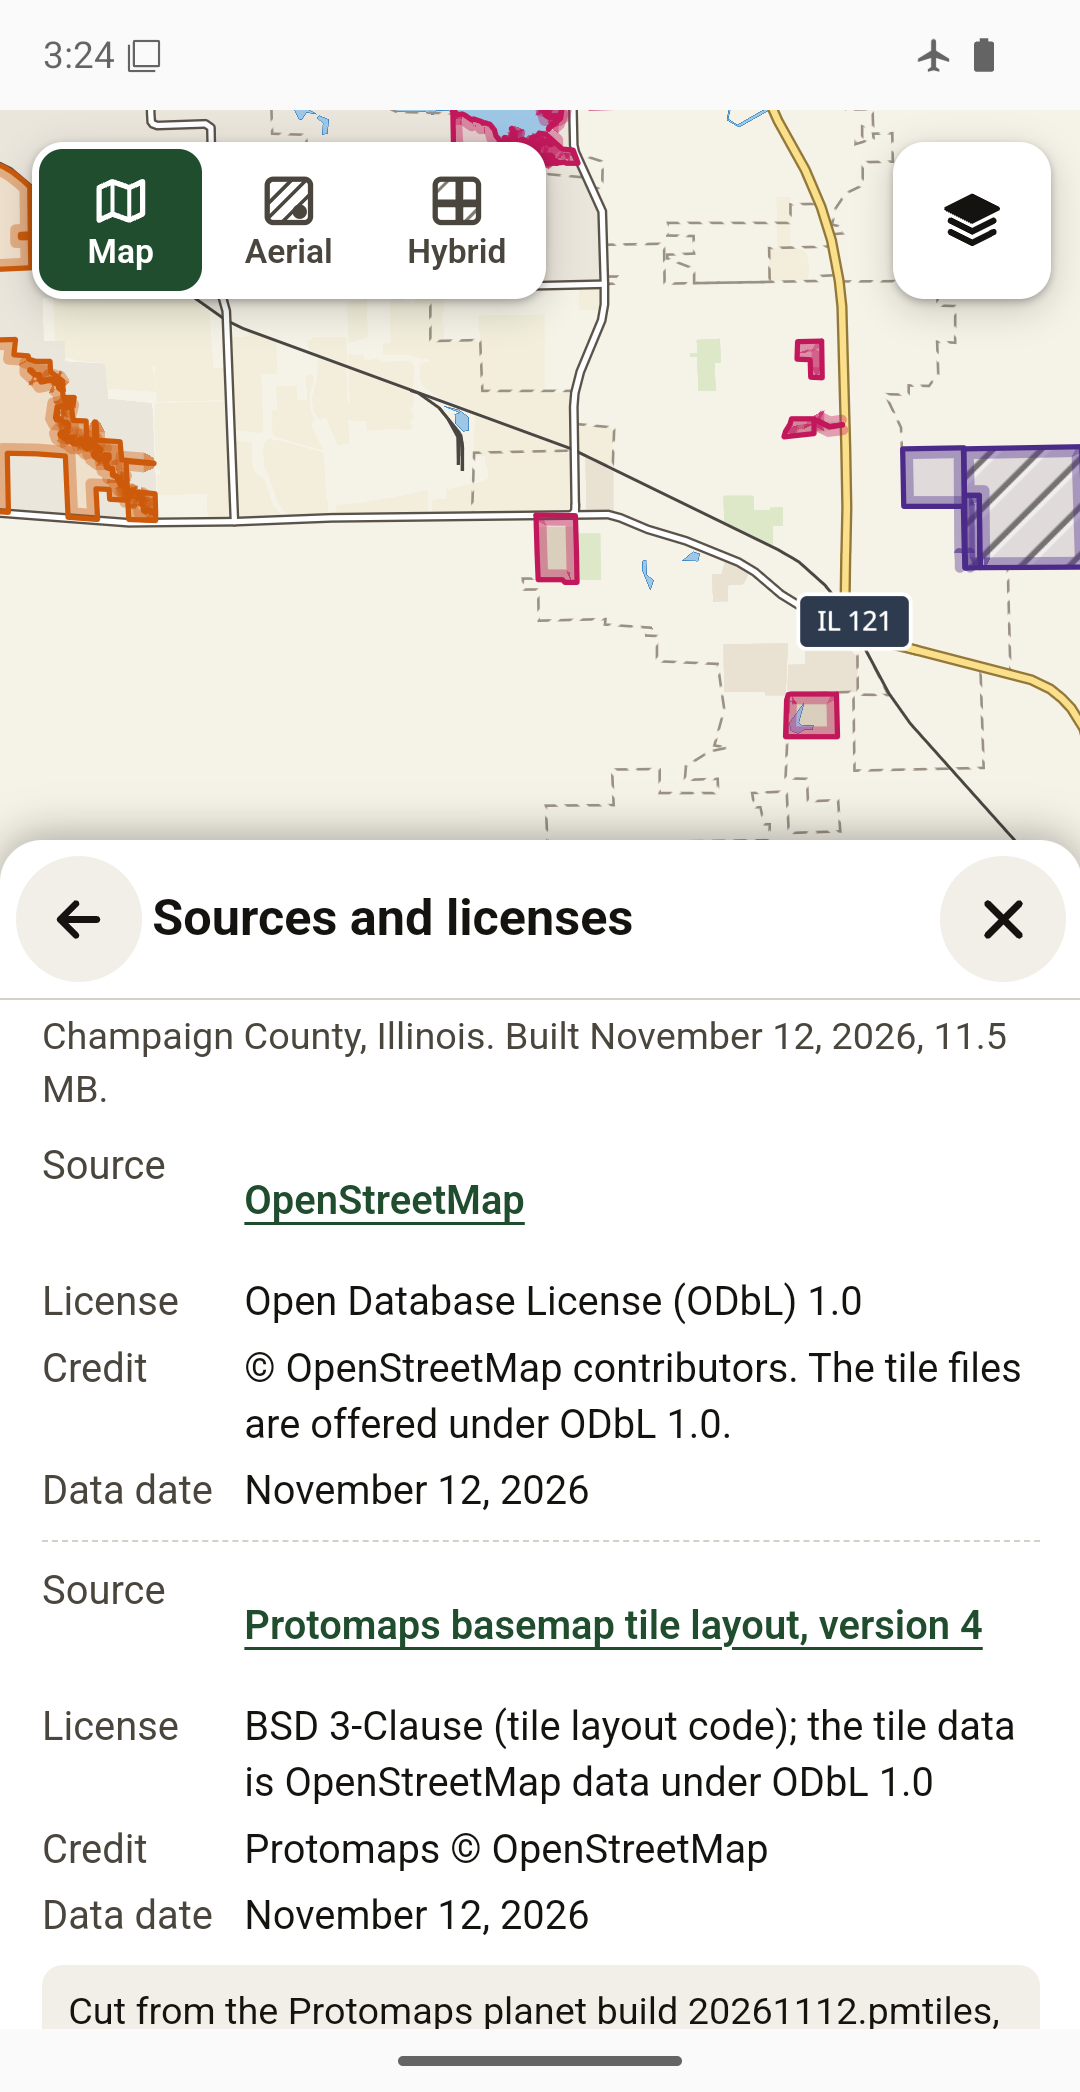 3:24
Map
Aerial
Hybrid
IL 121
Sources and licenses
Champaign County, Illinois. Built November 12, 2026, 11.5
MB.
Source
OpenStreetMap
License
Open Database License (ODbL) 1.0
Credit
© OpenStreetMap contributors. The tile files
are offered under ODbL 1.0.
Data date
November 12, 2026
Source
Protomaps basemap tile layout, version 4
License
BSD 3-Clause (tile layout code); the tile data
is OpenStreetMap data under ODbL 1.0
Credit
Protomaps © OpenStreetMap
Data date
November 12, 2026
Cut from the Protomaps planet build 20261112.pmtiles,